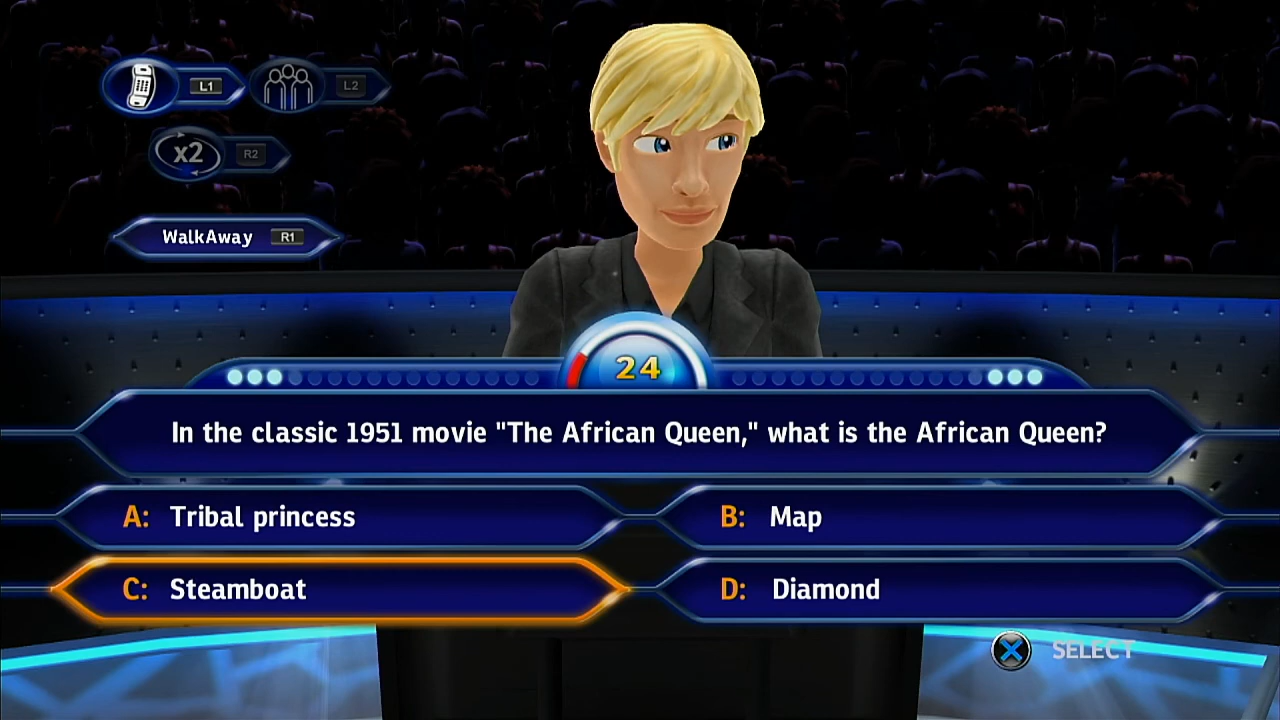 L1
L2
x2
R2
WalkAway R1
24
In the classic 1951 movie "The African Queen," what is the African Queen?
A: Tribal princess
B: Map
C: Steamboat
D: Diamond
SELECT